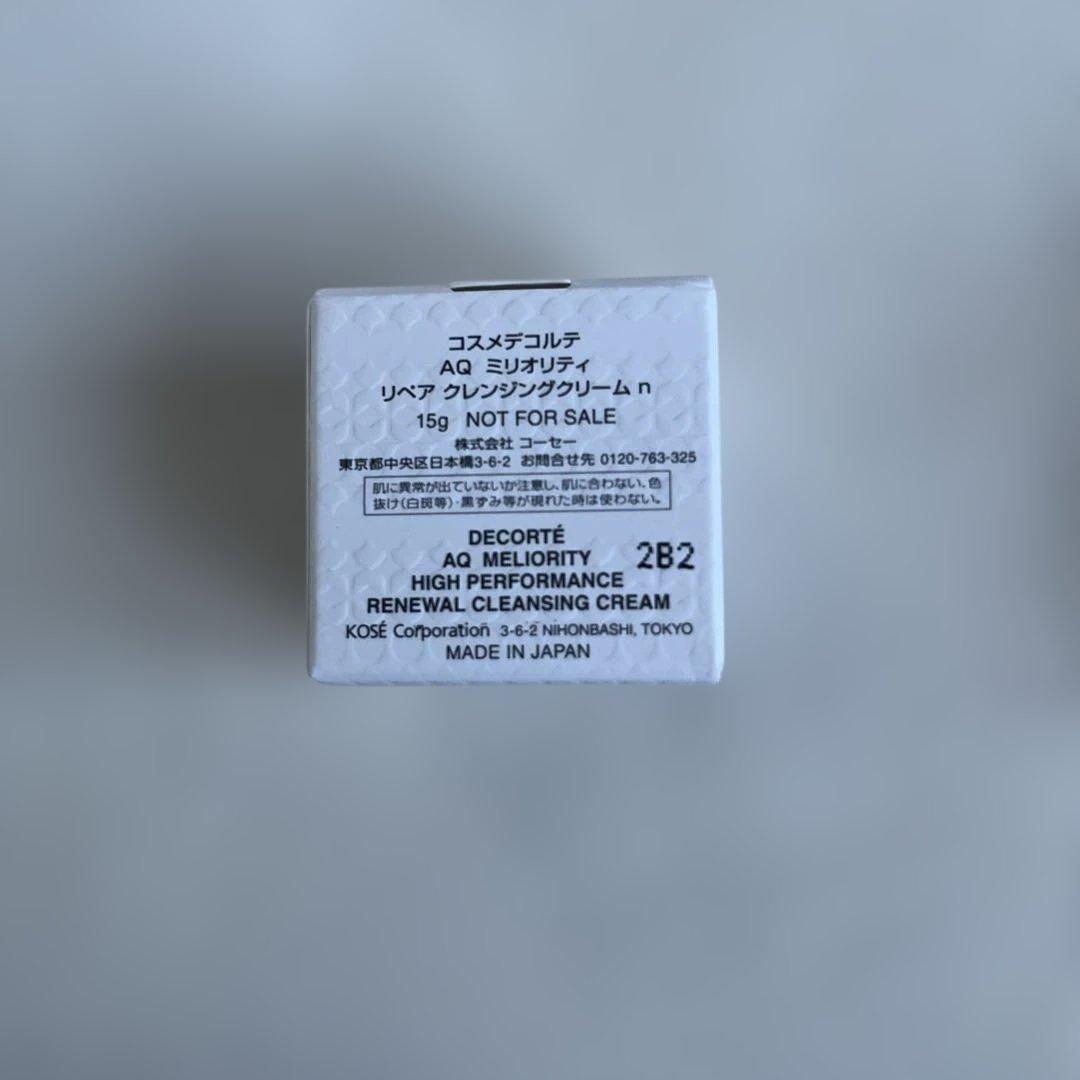 コスメデコルテ
AQ ミリオリティ
リペア クレンジングクリーム n
15g NOT FOR SALE
株式会社 コーセー
東京都中央区日本橋3-6-2 お問合せ先 0120-763-325
肌に異常が出ていないか注意し、肌に合わない、色
抜け(白斑等)・黒ずみ等が現れた時は使わない。
DECORTÉ
AQ MELIORITY
2B2
HIGH PERFORMANCE
RENEWAL CLEANSING CREAM
KOSÉ Corporation 3-6-2 NIHONBASHI, TOKYO
MADE IN JAPAN